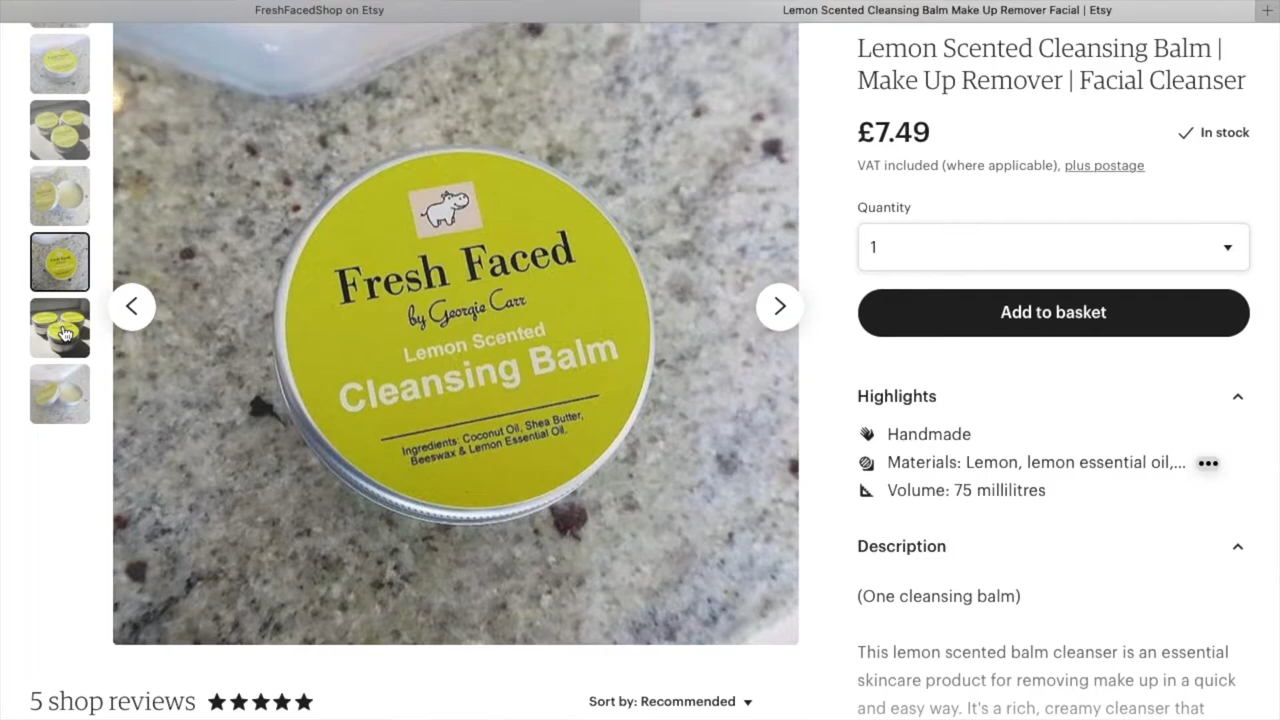 FreshFacedShop on Etsy
Lemon Scented Cleansing Balm Make Up Remover Facial | Etsy
Fresh Faced
by Georgie Carr
Lemon Scented
Cleansing Balm
Ingredients: Coconut Oil, Shea Butter,
Beeswax & Lemon Essential Oil.
5 shop reviews
Sort by: Recommended
Lemon Scented Cleansing Balm |
Make Up Remover | Facial Cleanser
£7.49
In stock
VAT included (where applicable), plus postage
Quantity
1
Add to basket
Highlights
Handmade
Materials: Lemon, lemon essential oil,...
Volume: 75 millilitres
Description
(One cleansing balm)
This lemon scented balm cleanser is an essential
skincare product for removing make up in a quick
and easy way. It's a rich, creamy cleanser that